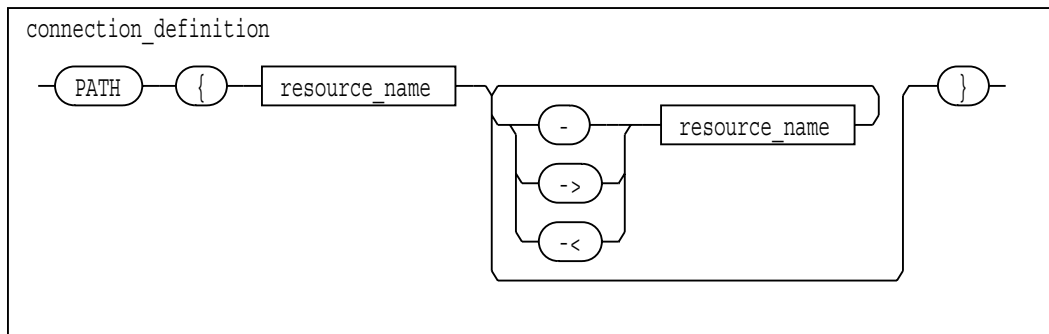 connection_definition
PATH { resource_name }
- resource_name
->
-<